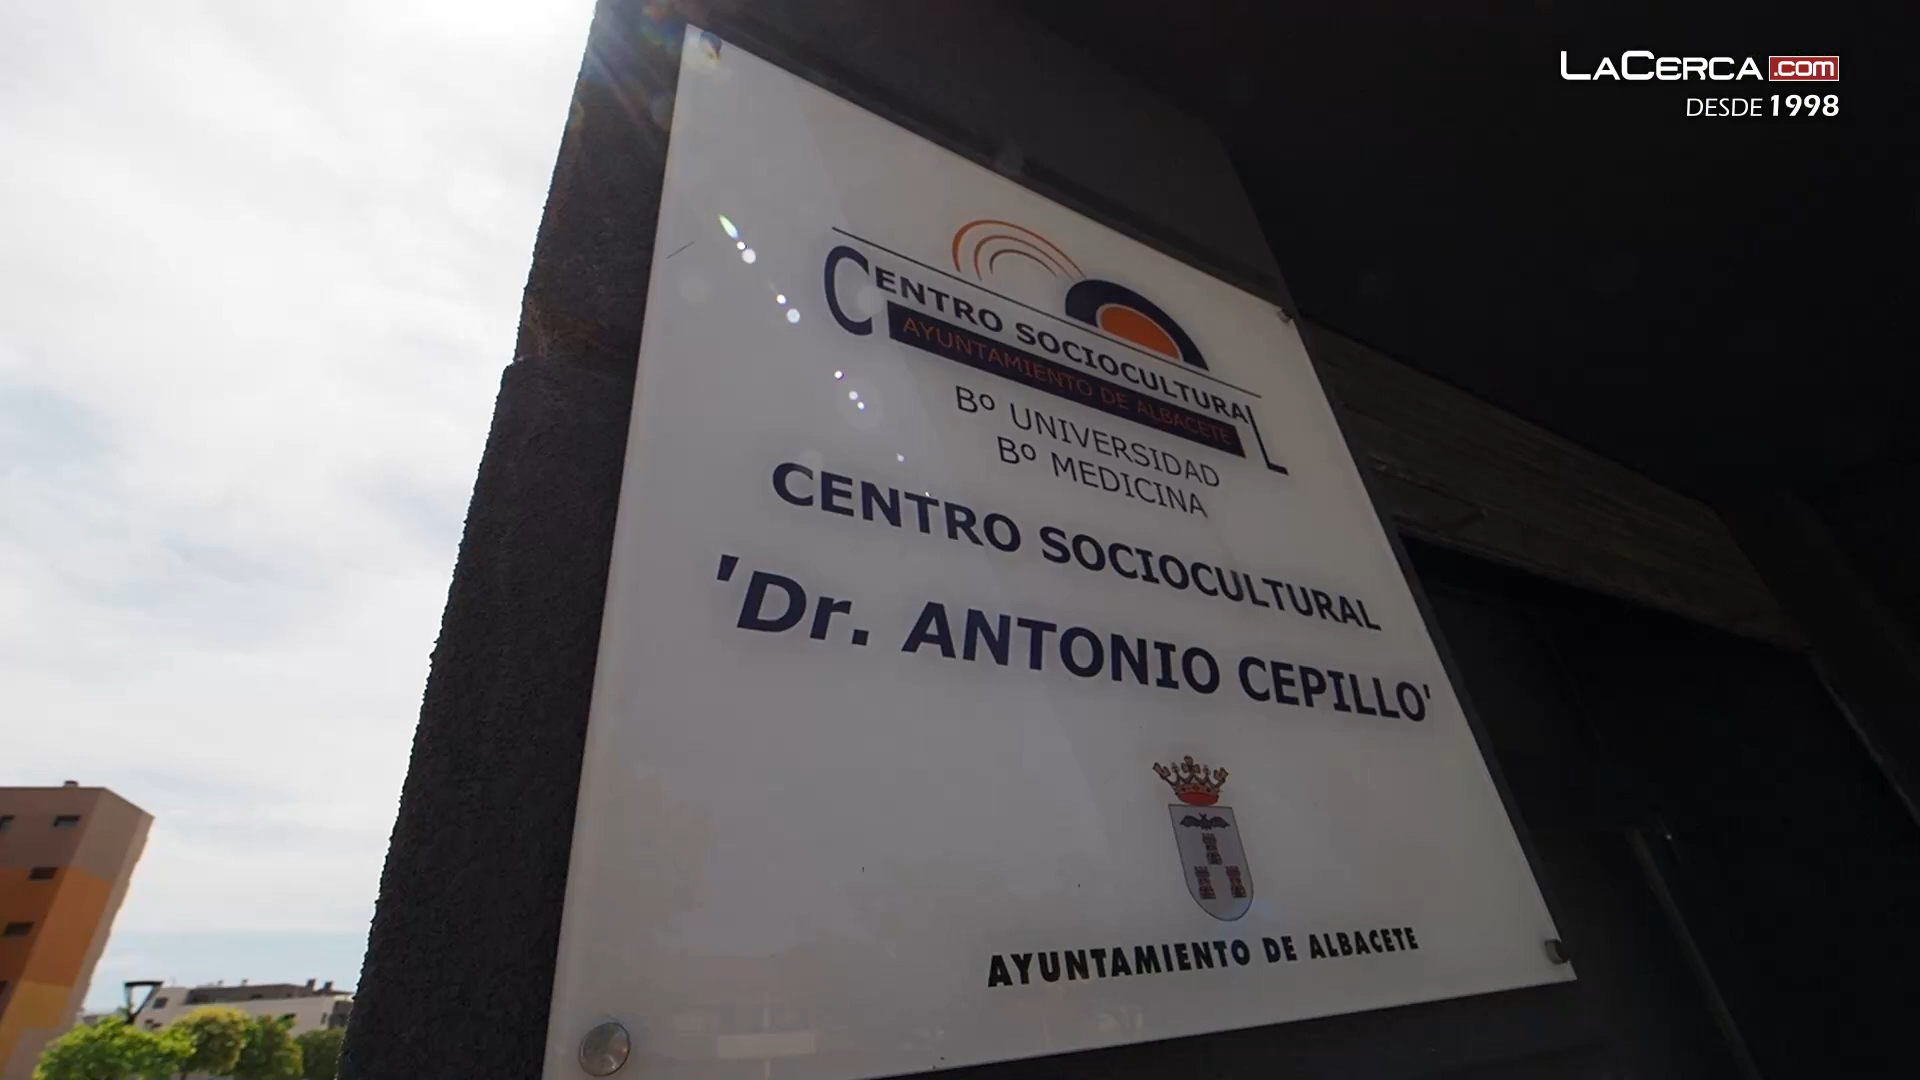 LACERCA.com
DESDE 1998
CENTRO SOCIOCULTURAL
AYUNTAMIENTO DE ALBACETE
Bº UNIVERSIDAD
Bº MEDICINA
CENTRO SOCIOCULTURAL
'Dr. ANTONIO CEPILLO'
AYUNTAMIENTO DE ALBACETE